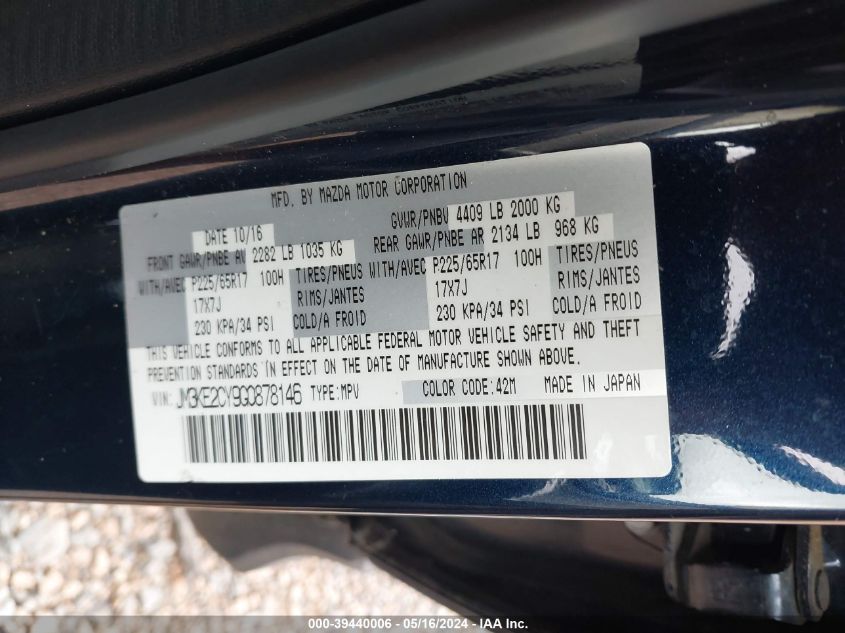 MFD. BY MAZDA MOTOR CORPORATION
DATE 10/16 GVWR/PNBV 4409 LB 2000 KG
FRONT GAWR/PNBE AV 2282 LB 1035 KG REAR GAWR/PNBE AR 2134 LB 968 KG
WITH/AVEC P225/65R17 100H TIRES/PNEUS WITH/AVEC P225/65R17 100H TIRES/PNEUS
17X7J RIMS/JANTES 17X7J RIMS/JANTES
230 KPA/34 PSI COLD/A FROID 230 KPA/34 PSI COLD/A FROID
THIS VEHICLE CONFORMS TO ALL APPLICABLE FEDERAL MOTOR VEHICLE SAFETY AND THEFT
PREVENTION STANDARDS IN EFFECT ON THE DATE OF MANUFACTURE SHOWN ABOVE.
VIN: JM3KE2CY9G0878146 TYPE:MPV COLOR CODE:42M MADE IN JAPAN
000-39440006 - 05/16/2024 - IAA Inc.